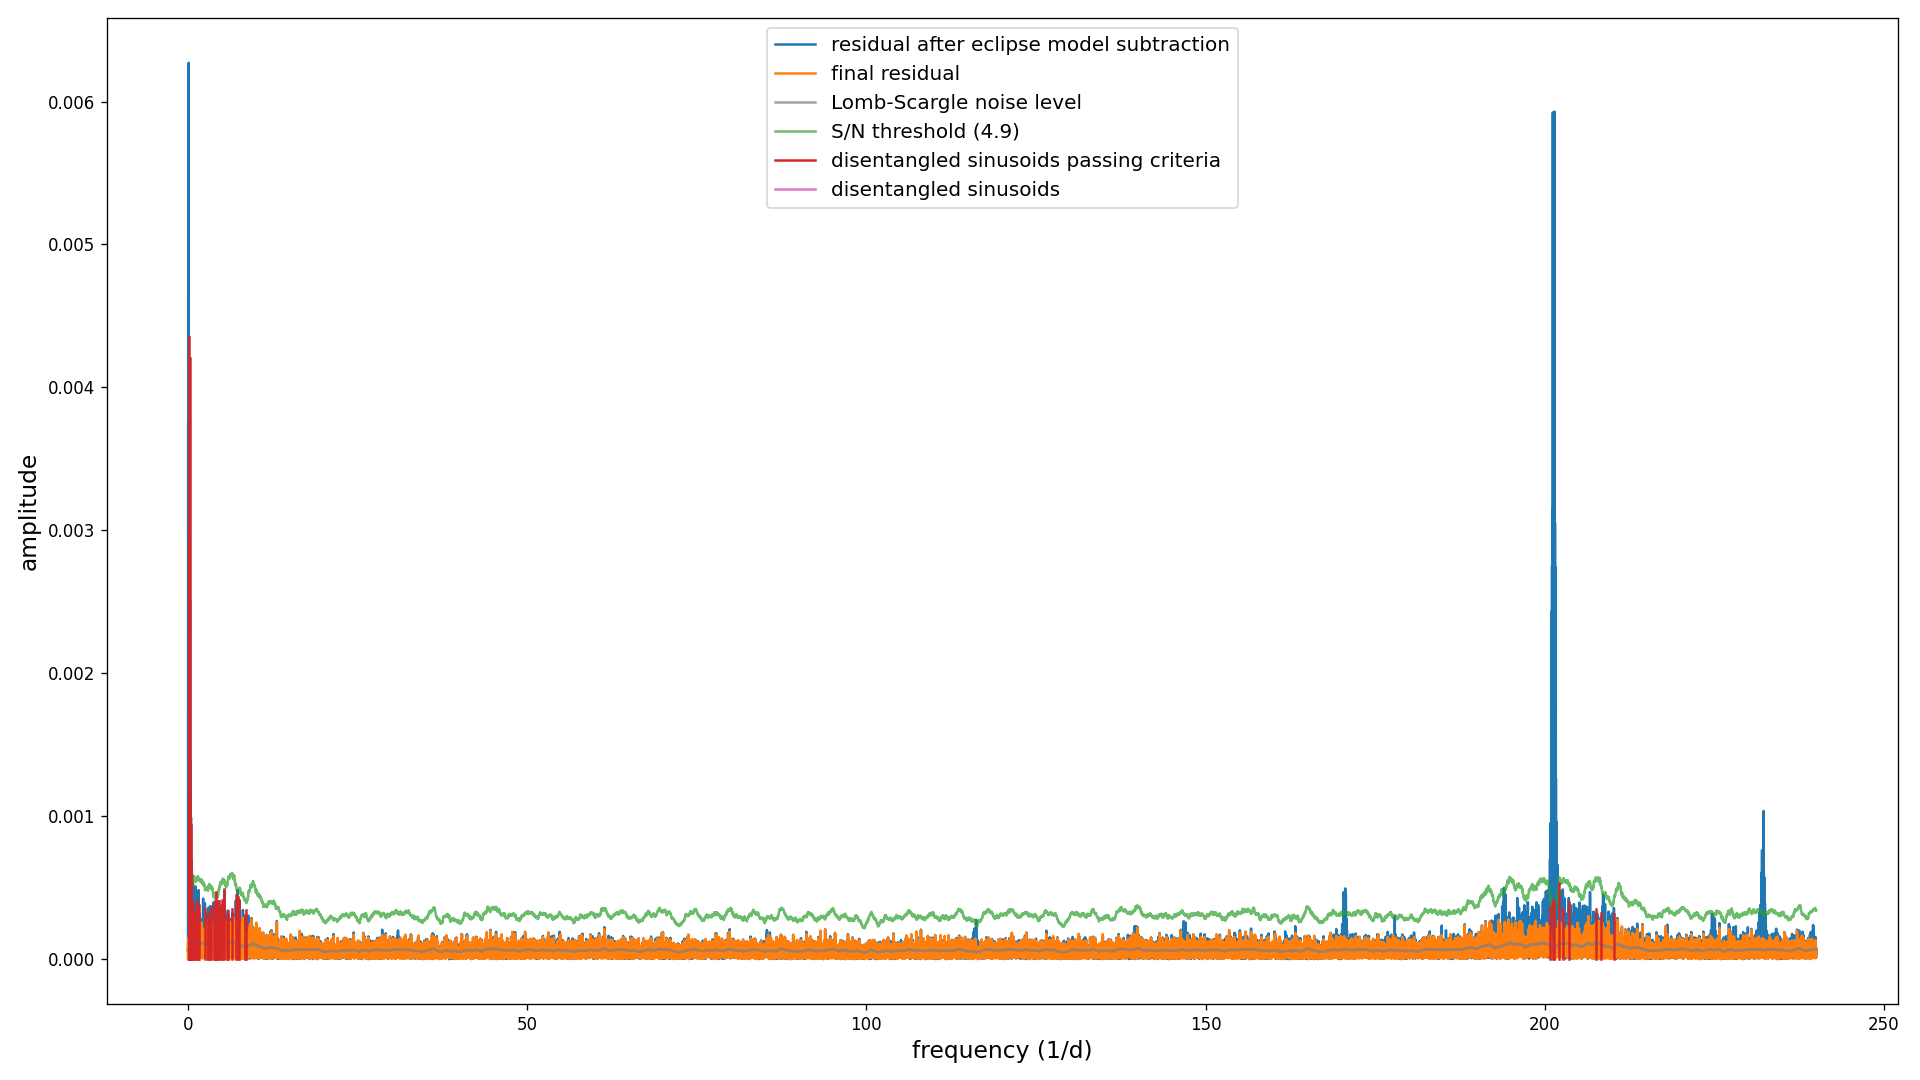 residual after eclipse model subtraction
final residual
Lomb-Scargle noise level
S/N threshold (4.9)
disentangled sinusoids passing criteria
disentangled sinusoids
0.006
0.005
0.004
0.003
0.002
0.001
0.000
amplitude
0 50 100 150 200 250
frequency (1/d)